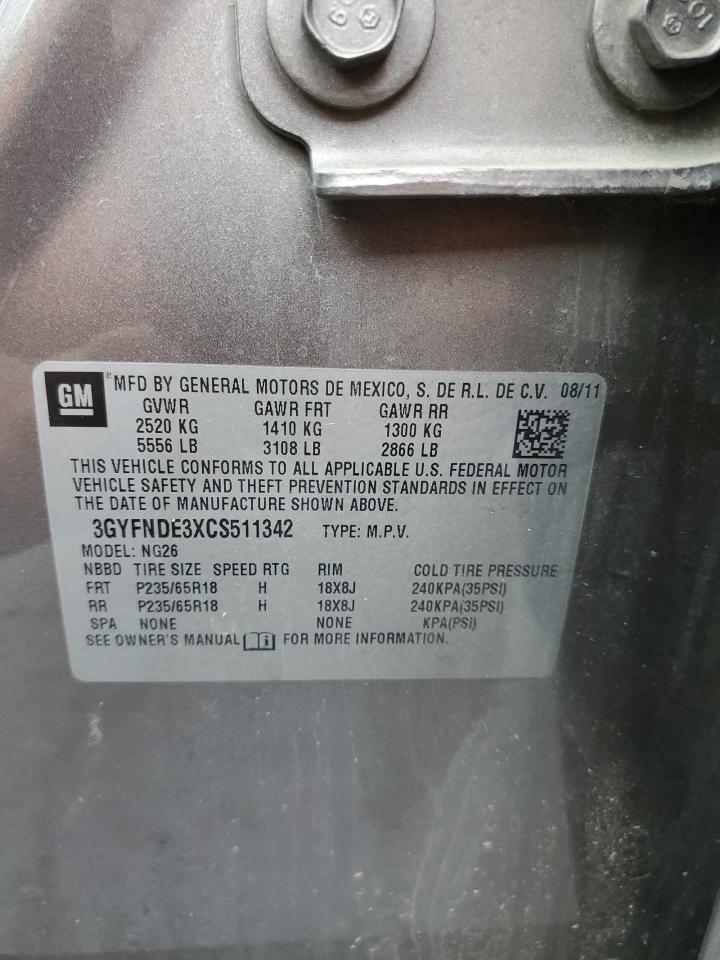 GM ® MFD BY GENERAL MOTORS DE MEXICO, S. DE R.L. DE C.V. 08/11
GVWR GAWR FRT GAWR RR
2520 KG 1410 KG 1300 KG
5556 LB 3108 LB 2866 LB
THIS VEHICLE CONFORMS TO ALL APPLICABLE U.S. FEDERAL MOTOR
VEHICLE SAFETY AND THEFT PREVENTION STANDARDS IN EFFECT ON
THE DATE OF MANUFACTURE SHOWN ABOVE.
3GYFNDE3XCS511342 TYPE: M.P.V.
MODEL: NG26
NBBD TIRE SIZE SPEED RTG RIM COLD TIRE PRESSURE
FRT P235/65R18 H 18X8J 240KPA(35PSI)
RR P235/65R18 H 18X8J 240KPA(35PSI)
SPA NONE NONE KPA(PSI)
SEE OWNER'S MANUAL FOR MORE INFORMATION.